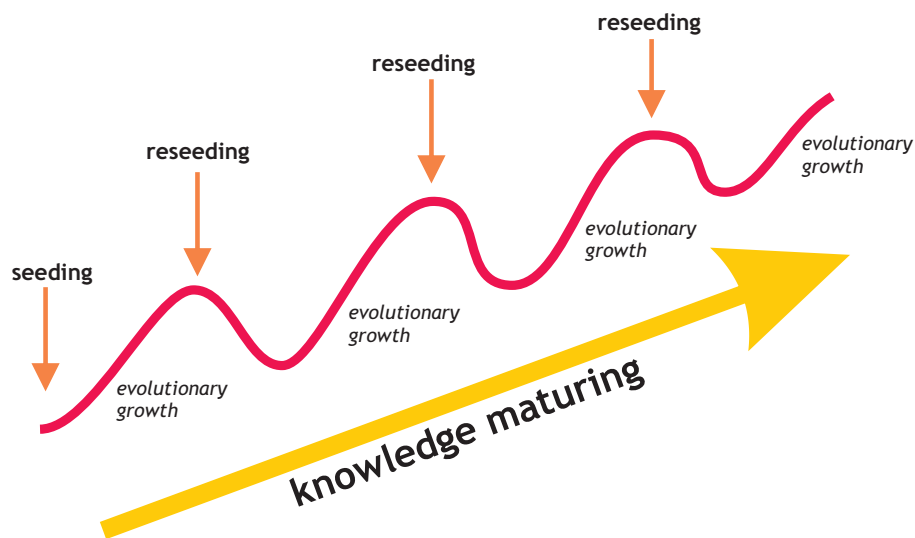 reseeding
reseeding
reseeding
seeding
evolutionary
growth
evolutionary
growth
evolutionary
growth
evolutionary
growth
knowledge maturing